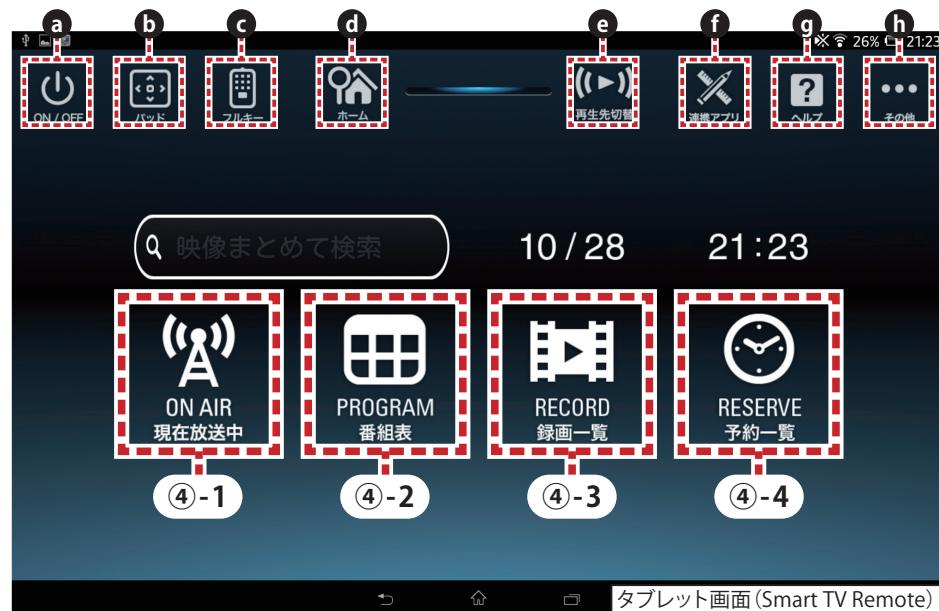 a b c d e f g h
26% 21:23
ON / OFF パッド フルキー ホーム 再生先切替 連携アプリ ヘルプ その他
映像まとめて検索 10/28 21:23
ON AIR PROGRAM RECORD RESERVE
現在放送中 番組表 録画一覧 予約一覧
④-1 ④-2 ④-3 ④-4
タブレット画面(Smart TV Remote)